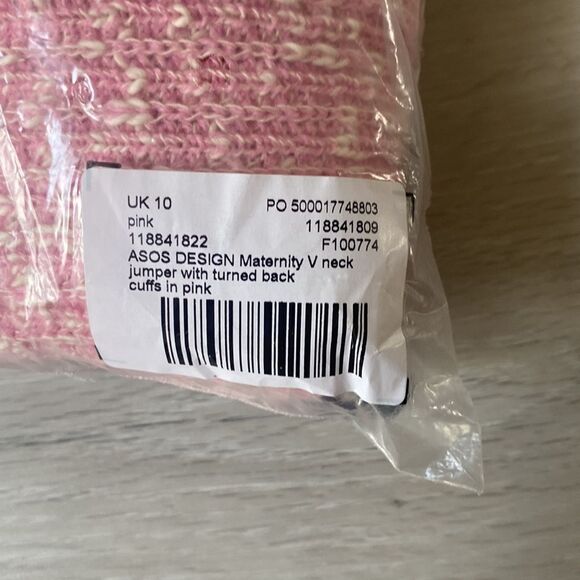 UK 10 PO 500017748803
pink 118841809
118841822 F100774
ASOS DESIGN Maternity V neck
jumper with turned back
cuffs in pink